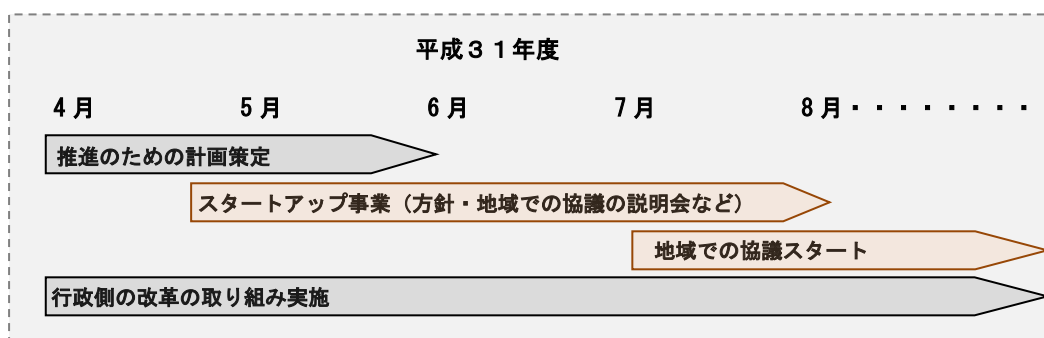 平成３１年度
4月 5月 6月 7月 8月・・・・・・・・
推進のための計画策定
スタートアップ事業（方針・地域での協議の説明会など）
地域での協議スタート
行政側の改革の取り組み実施